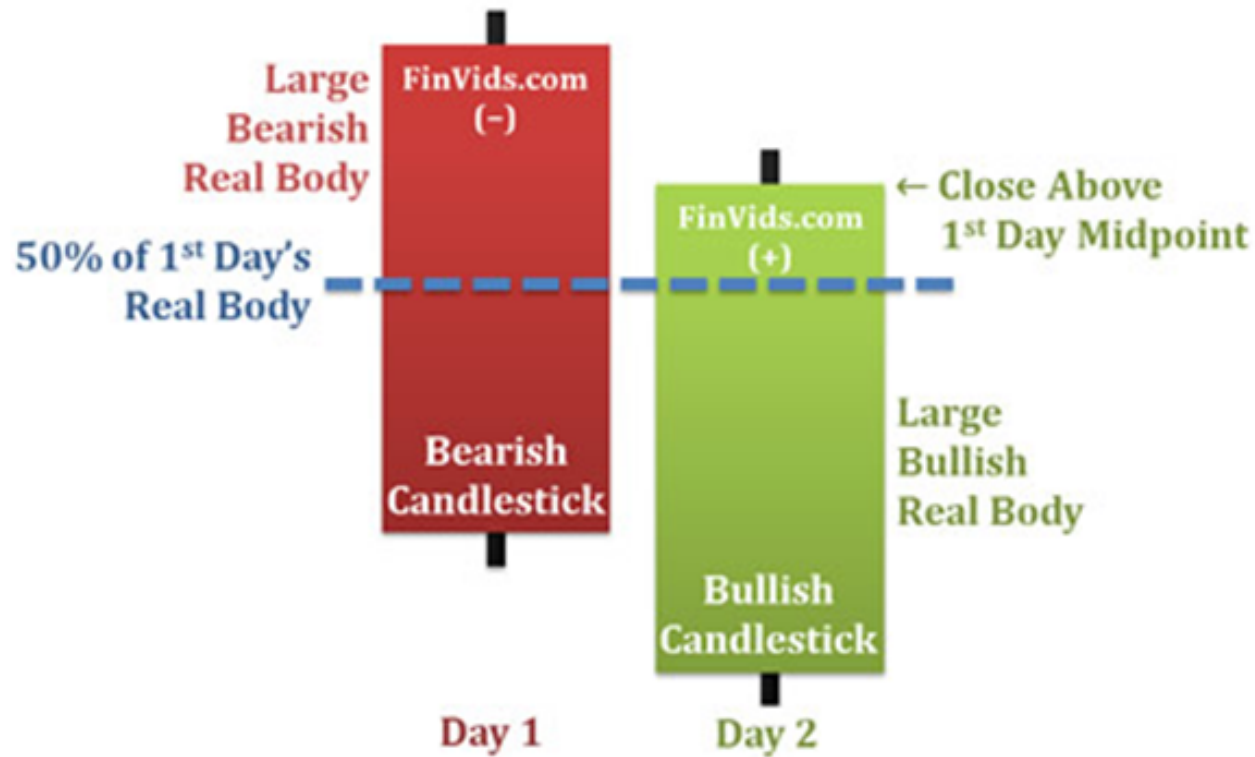 Large
Bearish
Real Body
FinVids.com
(−)
50% of 1st Day's
Real Body
Bearish
Candlestick
Day 1
FinVids.com
(+)
← Close Above
1st Day Midpoint
Large
Bullish
Real Body
Bullish
Candlestick
Day 2